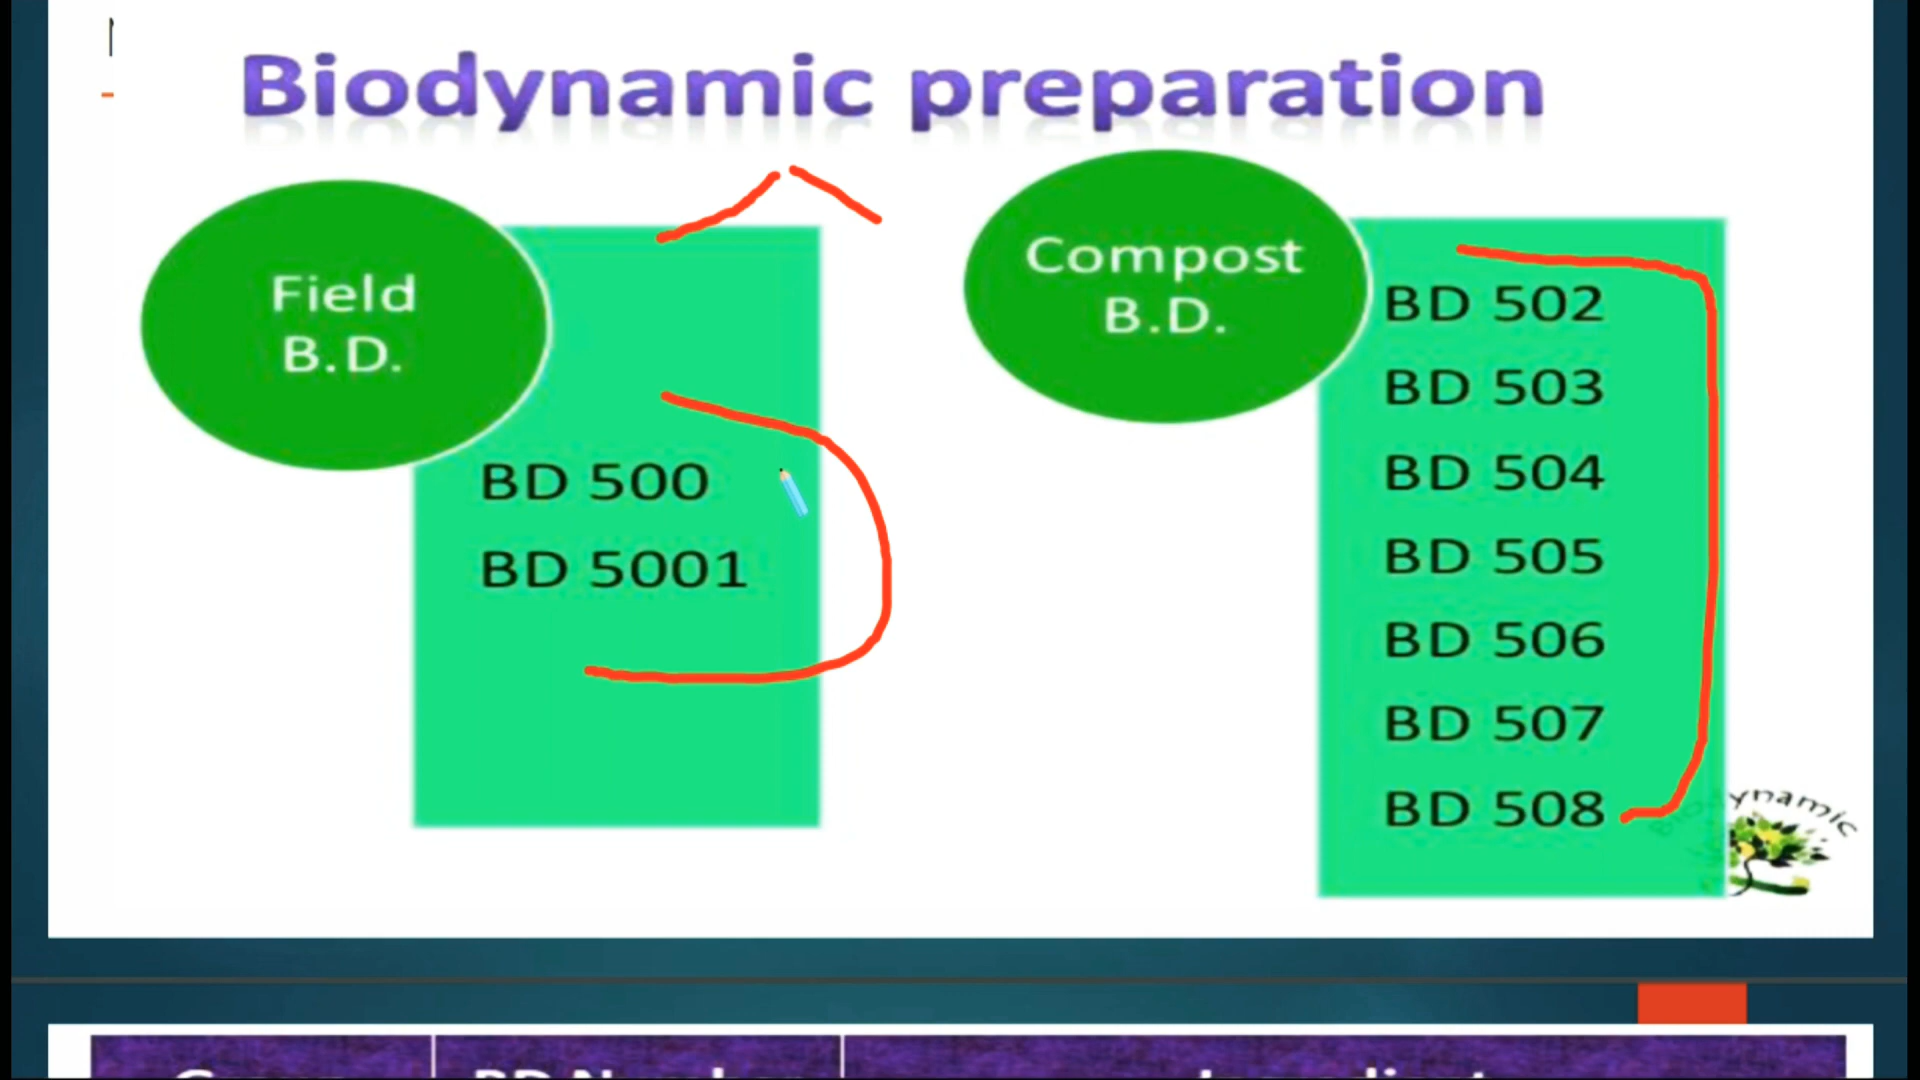 Biodynamic preparation
Field
B.D.
BD 500
BD 5001
Compost
B.D.
BD 502
BD 503
BD 504
BD 505
BD 506
BD 507
BD 508